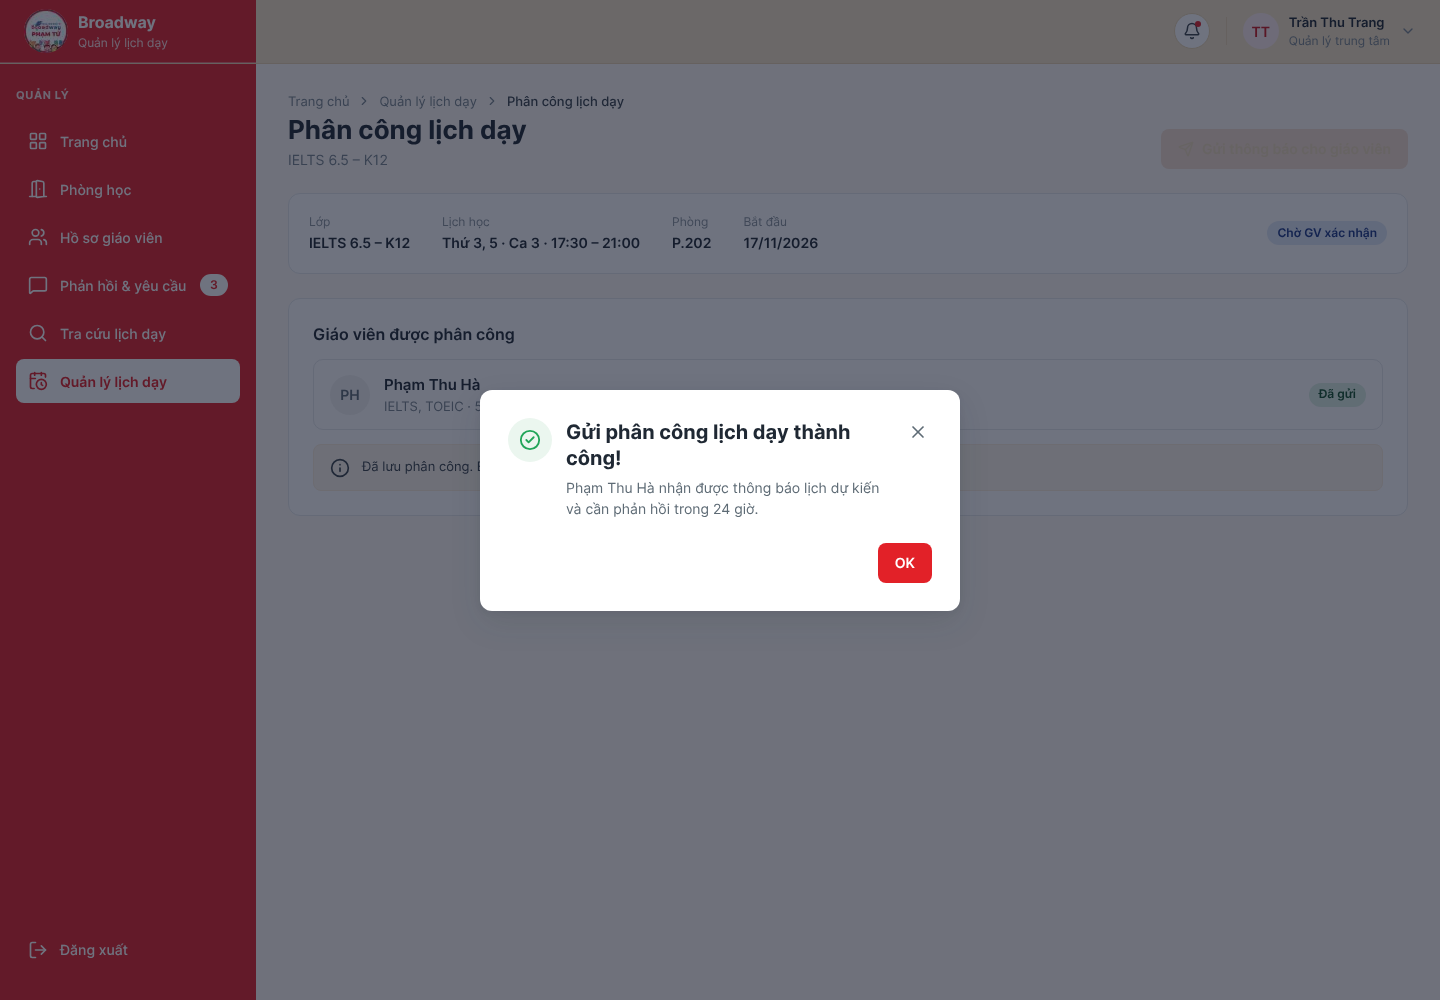 Broadway
Quản lý lịch dạy
Trần Thu Trang
TT
Quản lý trung tâm
QUẢN LÝ
Trang chủ
Phòng học
Hồ sơ giáo viên
Phản hồi & yêu cầu 3
Tra cứu lịch dạy
Quản lý lịch dạy
Đăng xuất
Trang chủ > Quản lý lịch dạy > Phân công lịch dạy
Phân công lịch dạy
IELTS 6.5 – K12
Lớp
IELTS 6.5 – K12
Lịch học
Thứ 3, 5 · Ca 3 · 17:30 – 21:00
Phòng
P.202
Bắt đầu
17/11/2026
Chờ GV xác nhận
Giáo viên được phân công
PH
Phạm Thu Hà
IELTS, TOEIC · 5
Đã gửi
Đã lưu phân công.
Gửi phân công lịch dạy thành
công!
Phạm Thu Hà nhận được thông báo lịch dự kiến
và cần phản hồi trong 24 giờ.
OK